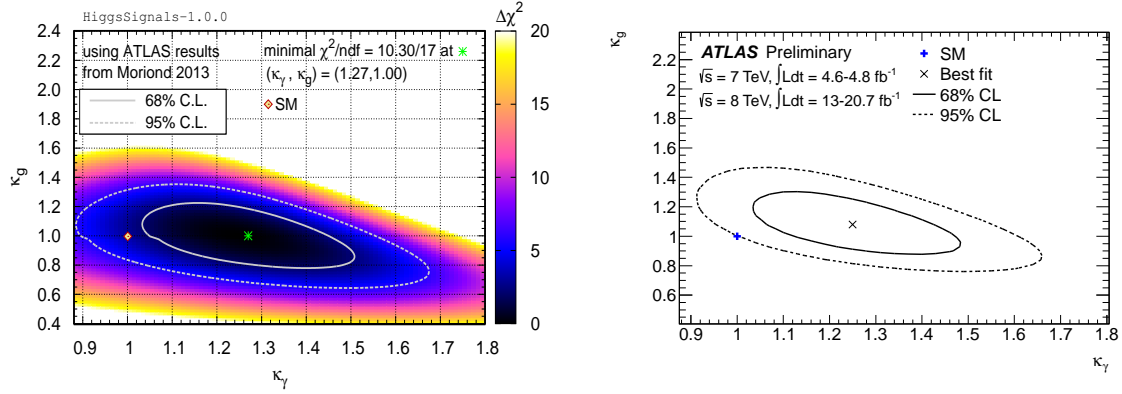 HiggsSignals-1.0.0
using ATLAS results
from Moriond 2013
68% C.L.
95% C.L.
minimal χ²/ndf = 10.30/17 at
(κγ , κg) = (1.27,1.00)
SM
Δχ²
20
15
10
5
0
2.4
2.2
2.0
1.8
1.6
1.4
1.2
1.0
0.8
0.6
0.4
κg
0.9 1 1.1 1.2 1.3 1.4 1.5 1.6 1.7 1.8
κγ
κg
ATLAS Preliminary
√s = 7 TeV, ∫Ldt = 4.6-4.8 fb⁻¹
√s = 8 TeV, ∫Ldt = 13-20.7 fb⁻¹
SM
Best fit
68% CL
95% CL
2.2
2
1.8
1.6
1.4
1.2
1
0.8
0.6
0.9 1 1.1 1.2 1.3 1.4 1.5 1.6 1.7 1.8
κγ